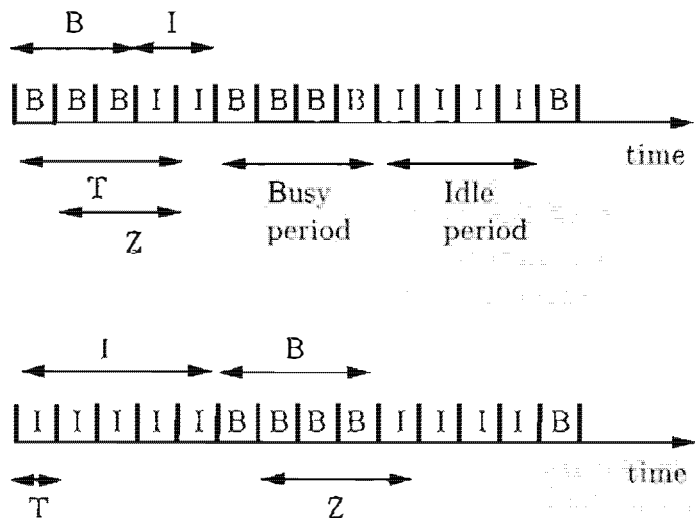 B I
B B B I I B B B B I I I I B
time
T Busy Idle
Z period period
I B
I I I I I B B B B I I I I B
time
T Z